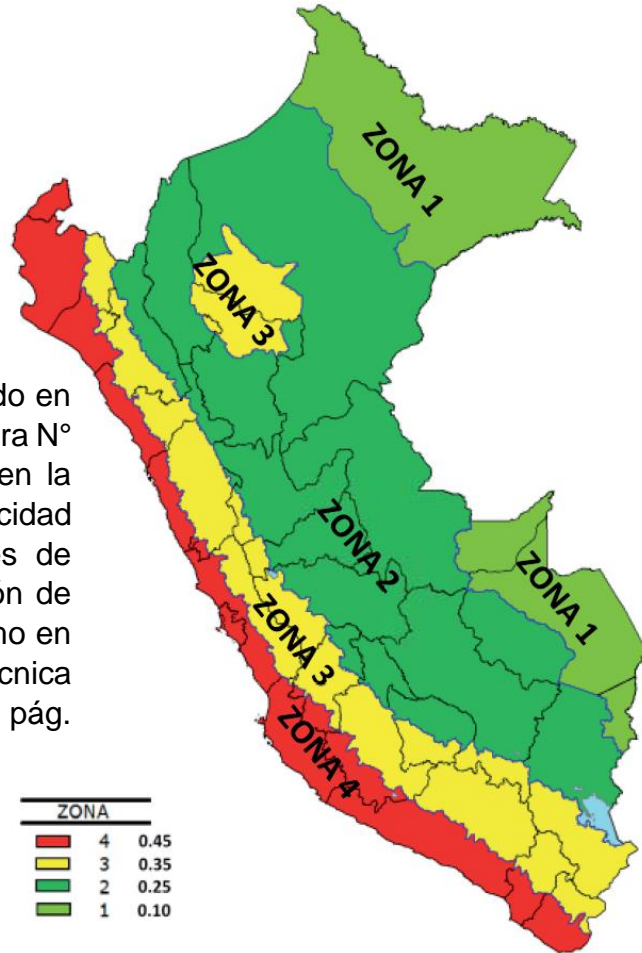 ZONA 1
ZONA 3
do en
ra N°
en la
cidad
s de
ón de
no en
écnica
pág.
ZONA 2
ZONA 1
ZONA 3
ZONA 4
ZONA
4 0.45
3 0.35
2 0.25
1 0.10